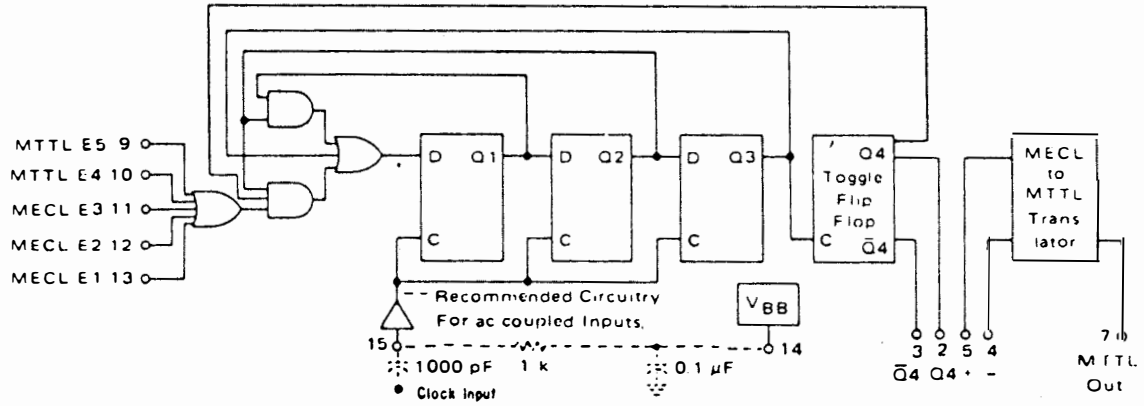 MTTL E5 9
MTTL E4 10
MECL E3 11
MECL E2 12
MECL E1 13
D Q1
C
D Q2
C
D Q3
C
Q4
Toggle
Flip
Flop
C Q̄4
MECL
to
MTTL
Trans
lator
Recommended Circuitry
For ac coupled Inputs.
VBB
15
14
1000 pF
1 k
0.1 µF
Clock Input
3 2 5 4
Q̄4 Q4 + -
7
MTTL
Out